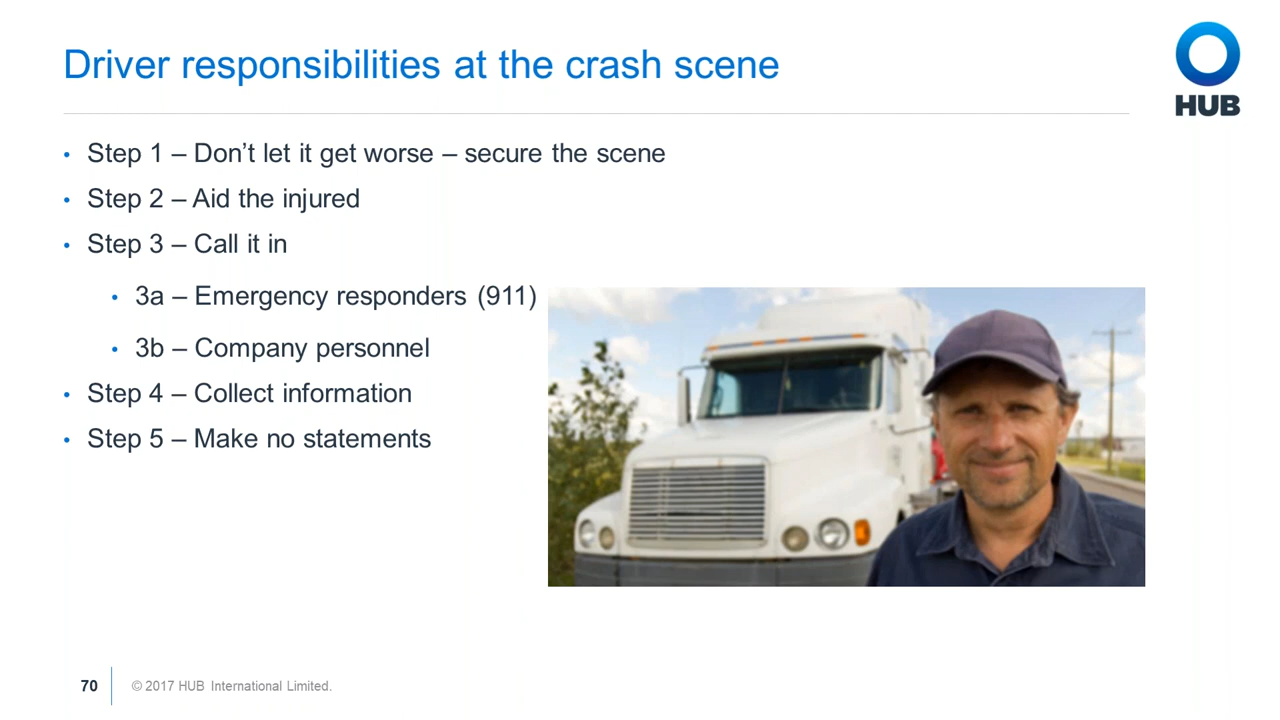 Driver responsibilities at the crash scene
HUB
• Step 1 – Don’t let it get worse – secure the scene
• Step 2 – Aid the injured
• Step 3 – Call it in
• 3a – Emergency responders (911)
• 3b – Company personnel
• Step 4 – Collect information
• Step 5 – Make no statements
70
© 2017 HUB International Limited.